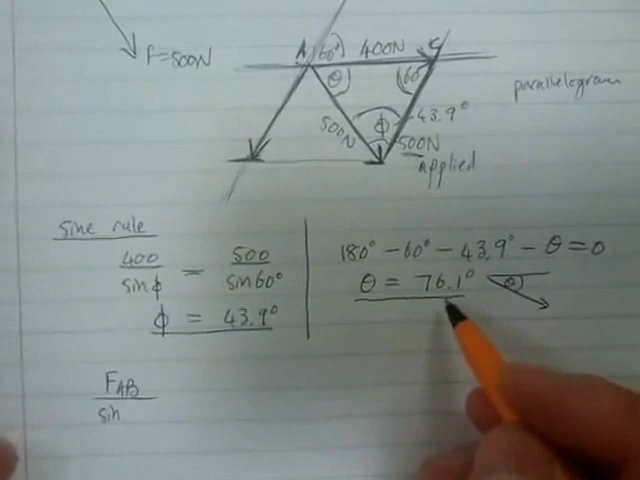 F=500N
A 60° 400N C
θ 60
parallelogram
500N ϕ 43.9°
500N
applied
sine rule
400/sinϕ = 500/sin60°
ϕ = 43.9°
180° - 60° - 43.9° - θ = 0
θ = 76.1° θ
F_AB/sin